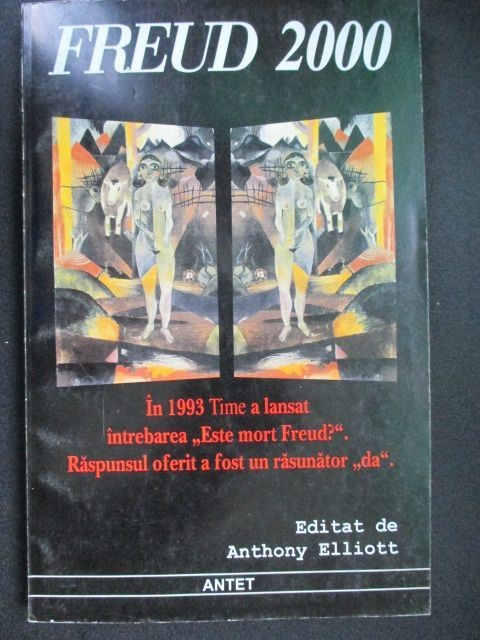 FREUD 2000
În 1993 Time a lansat
întrebarea „Este mort Freud?“.
Răspunsul oferit a fost un răsunător „da“.
Editat de
Anthony Elliott
ANTET